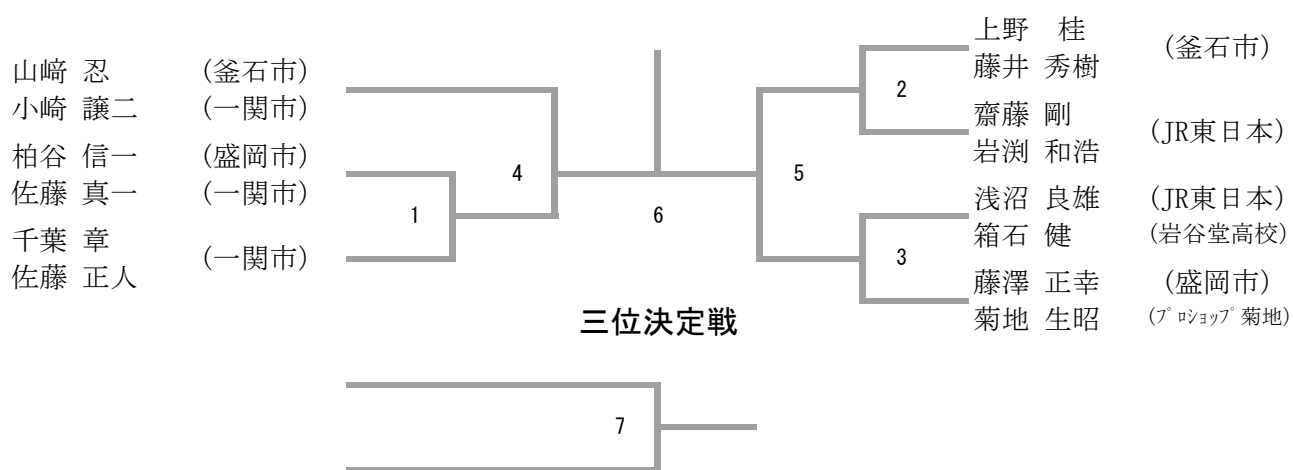 山﨑 忍 (釜石市)
小崎 譲二 (一関市)
柏谷 信一 (盛岡市)
佐藤 真一 (一関市)
千葉 章
佐藤 正人
(一関市)
1
4
6
上野 桂
藤井 秀樹
(釜石市)
2
齋藤 剛
岩渕 和浩
(JR東日本)
5
浅沼 良雄 (JR東日本)
箱石 健 (岩谷堂高校)
3
藤澤 正幸 (盛岡市)
菊地 生昭 (ﾌﾟﾛｼｮｯﾌﾟ菊地)
三位決定戦
7